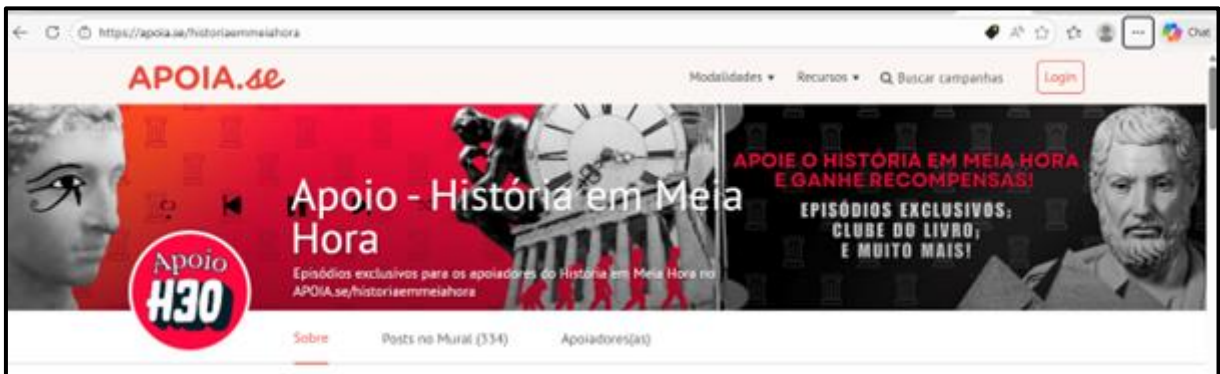 https://apoia.se/historiaemmeiahora
Chat
APOIA.se
Modalidades
Recursos
Buscar campanhas
Login
Apoio - História em Meia
Hora
Episódios exclusivos para os apoiadores do História em Meia Hora no
APOIA.se/historiaemmeiahora
APOIE O HISTÓRIA EM MEIA HORA
E GANHE RECOMPENSAS!
EPISÓDIOS EXCLUSIVOS;
CLUBE DO LIVRO;
E MUITO MAIS!
Apoio
H30
Sobre
Posts no Mural (334)
Apoiadores(as)